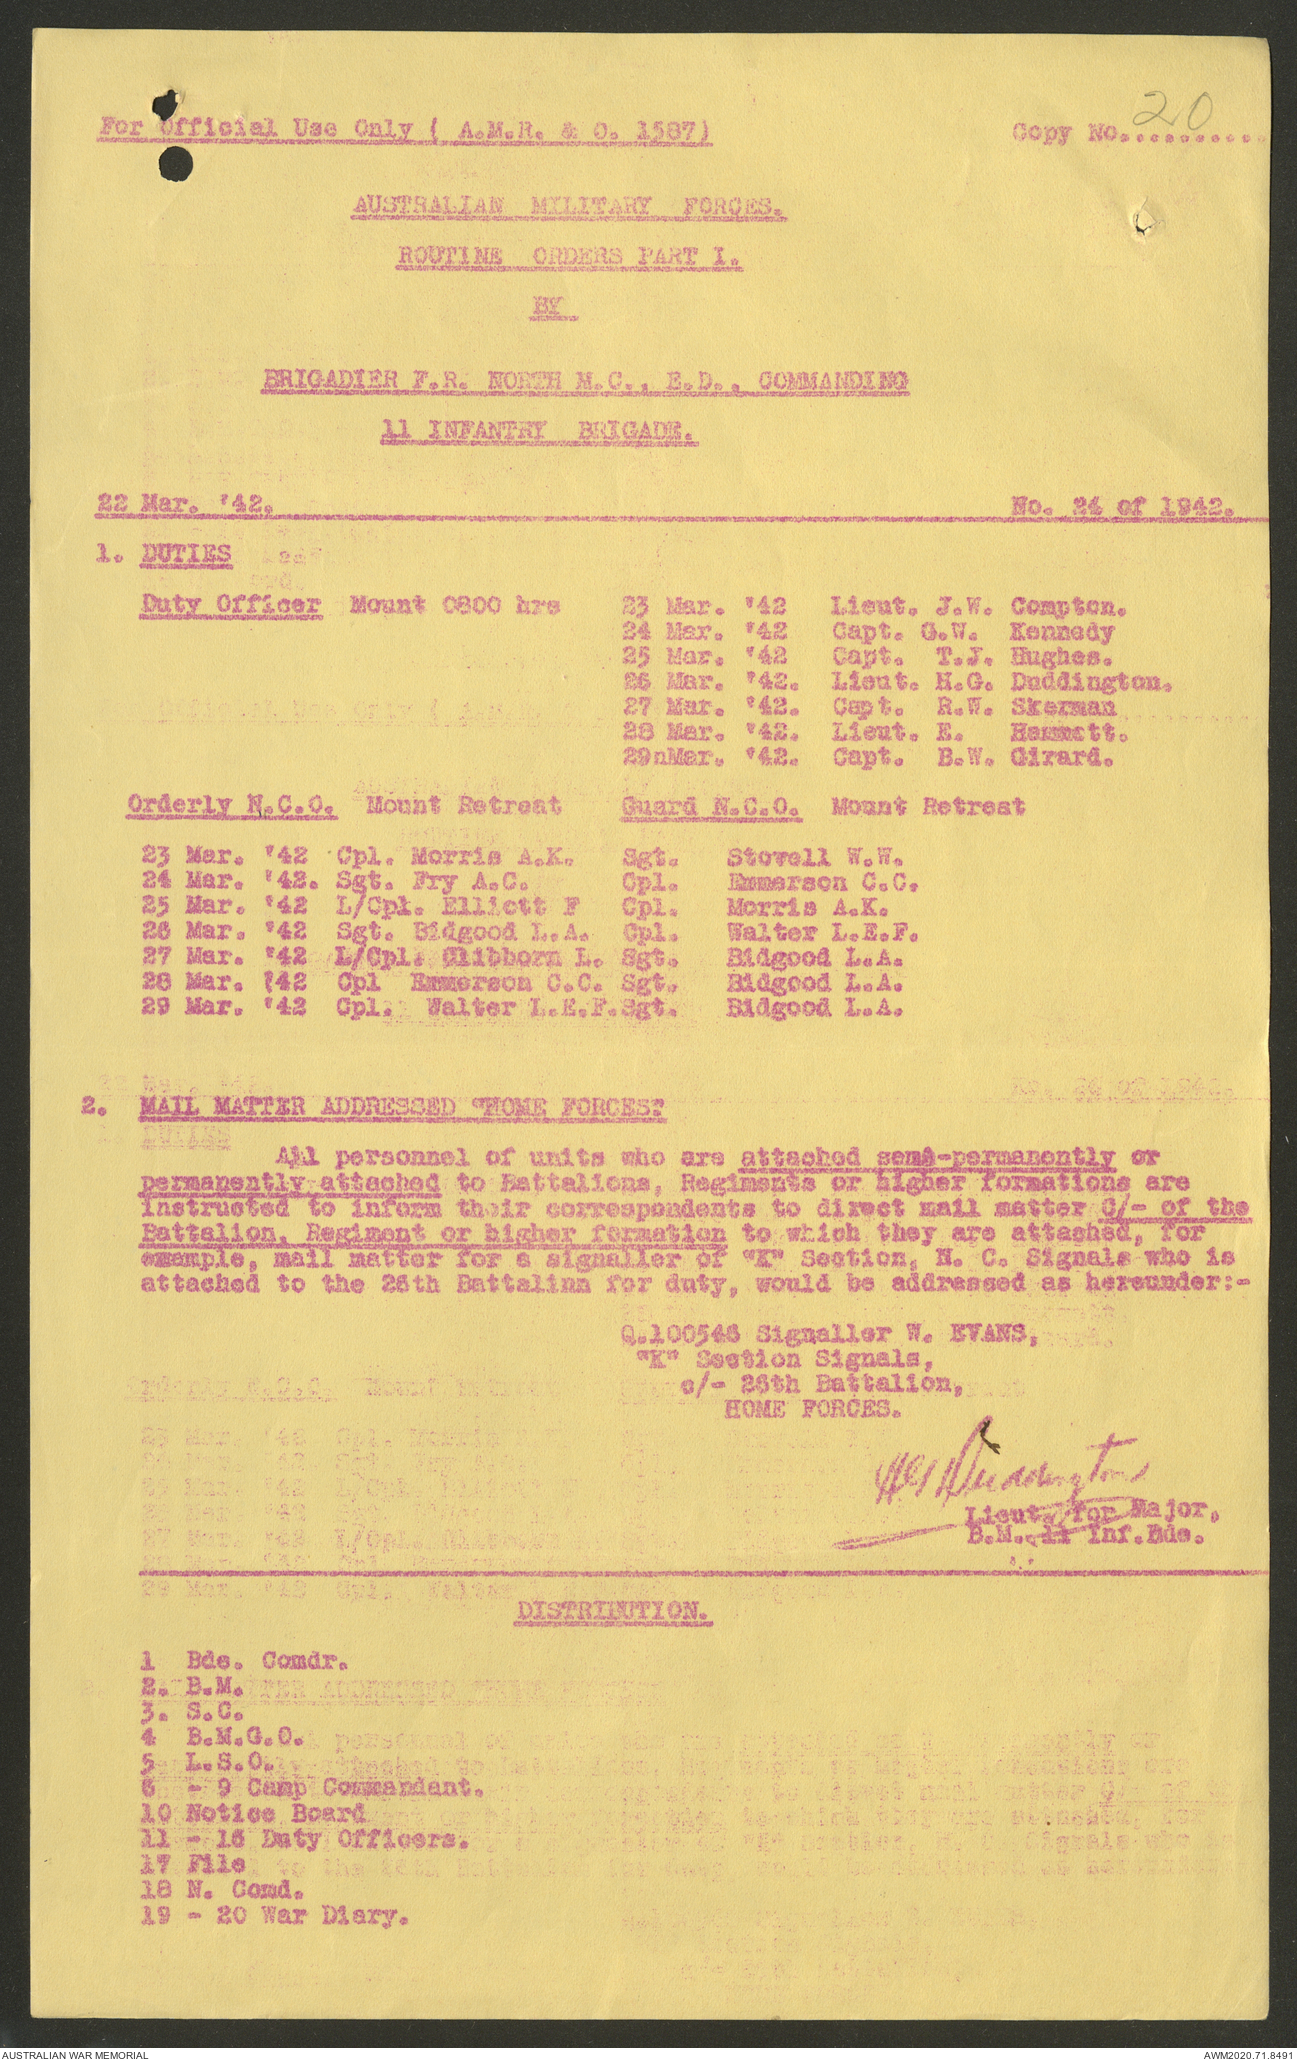 For Official Use Only ( A.M.R. & O. 1587)
Copy No...........
20
AUSTRALIAN MILITARY FORCES.
ROUTINE ORDERS PART I.
BY
BRIGADIER F.R. NORTH M.C., E.D., COMMANDING
11 INFANTRY BRIGADE.
22 Mar. '42. No. 24 of 1942.
1. DUTIES
Duty Officer Mount 0800 hrs 23 Mar. '42 Lieut. J.W. Compton.
24 Mar. '42 Capt. G.W. Kennedy
25 Mar. '42 Capt. T.J. Hughes.
26 Mar. '42. Lieut. H.G. Duddington.
27 Mar. '42. Capt. R.W. Skerman
28 Mar. '42. Lieut. E. Hammett.
29nMar. '42. Capt. B.W. Girard.
Orderly N.C.O. Mount Retreat Guard N.C.O. Mount Retreat
23 Mar. '42 Cpl. Morris A.K. Sgt. Stovell W.W.
24 Mar. '42. Sgt. Fry A.C. Cpl. Emmerson C.C.
25 Mar. '42 L/Cpl. Elliott F Cpl. Morris A.K.
26 Mar. '42 Sgt. Bidgood L.A. Cpl. Walter L.E.F.
27 Mar. '42 L/Cpl. Clibborn L. Sgt. Bidgood L.A.
28 Mar. '42 Cpl Emmerson C.C. Sgt. Bidgood L.A.
29 Mar. '42 Cpl. Walter L.E.F. Sgt. Bidgood L.A.
2. MAIL MATTER ADDRESSED "HOME FORCES"
All personnel of units who are attached semi-permanently or
permanently attached to Battalions, Regiments or higher formations are
instructed to inform their correspondents to direct mail matter C/- of the
Battalion, Regiment or higher formation to which they are attached, for
example, mail matter for a signaller of "K" Section, N. C. Signals who is
attached to the 26th Battalinn for duty, would be addressed as hereunder:-
Q.100546 Signaller W. EVANS,
"K" Section Signals,
c/- 26th Battalion,
HOME FORCES.
HG Duddington
Lieut. for Major,
B.M. 11 Inf.Bde.
DISTRIBUTION.
1 Bde. Comdr.
2. B.M.
3. S.C.
4 B.M.G.O.
5 L.S.O.
6 - 9 Camp Commandant.
10 Notice Board
11 - 16 Duty Officers.
17 File
18 N. Comd.
19 - 20 War Diary.
AUSTRALIAN WAR MEMORIAL AWM2020.71.8491